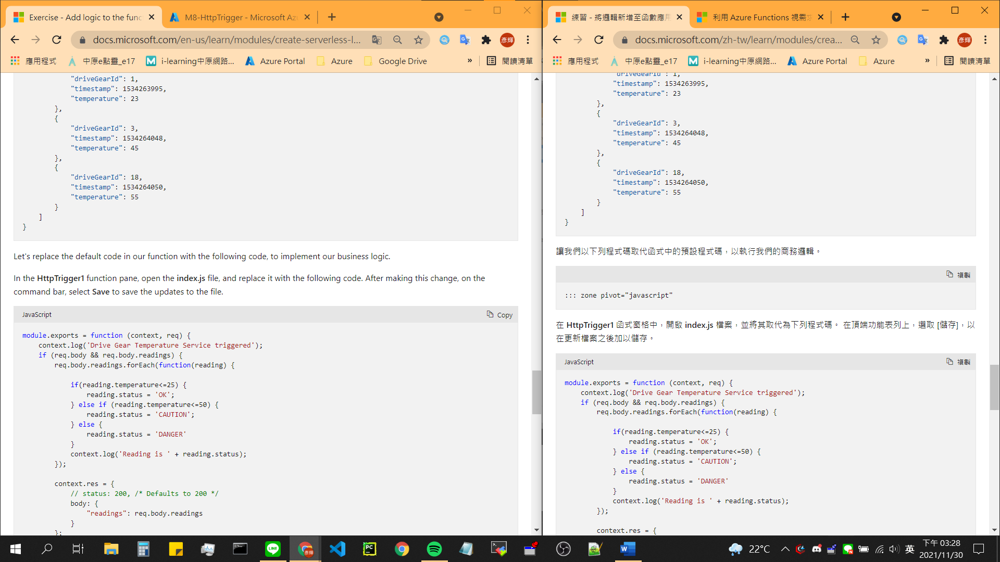 Exercise - Add logic to the func
M8-HttpTrigger - Microsoft Az
docs.microsoft.com/en-us/learn/modules/create-serverless-l...
彥輝
應用程式
中原e點靈_e17
i-learning中原網路...
Azure Portal
Azure
Google Drive
»
閱讀清單
"driveGearId": 1,
"timestamp": 1534263995,
"temperature": 23
},
{
"driveGearId": 3,
"timestamp": 1534264048,
"temperature": 45
},
{
"driveGearId": 18,
"timestamp": 1534264050,
"temperature": 55
}
]
}
Let's replace the default code in our function with the following code, to implement our business logic.
In the HttpTrigger1 function pane, open the index.js file, and replace it with the following code. After making this change, on the
command bar, select Save to save the updates to the file.
JavaScript
Copy
module.exports = function (context, req) {
context.log('Drive Gear Temperature Service triggered');
if (req.body && req.body.readings) {
req.body.readings.forEach(function(reading) {
if(reading.temperature<=25) {
reading.status = 'OK';
} else if (reading.temperature<=50) {
reading.status = 'CAUTION';
} else {
reading.status = 'DANGER'
}
context.log('Reading is ' + reading.status);
});
context.res = {
// status: 200, /* Defaults to 200 */
body: {
"readings": req.body.readings
}
};
練習 - 將邏輯新增至函數應用
利用 Azure Functions 視需求
docs.microsoft.com/zh-tw/learn/modules/crea...
彥輝
應用程式
中原e點靈_e17
i-learning中原網路...
Azure Portal
Azure
»
閱讀清單
"driveGearId": 1,
"timestamp": 1534263995,
"temperature": 23
},
{
"driveGearId": 3,
"timestamp": 1534264048,
"temperature": 45
},
{
"driveGearId": 18,
"timestamp": 1534264050,
"temperature": 55
}
]
}
讓我們以下列程式碼取代函式中的預設程式碼，以執行我們的商務邏輯。
複製
::: zone pivot="javascript"
在 HttpTrigger1 函式窗格中，開啟 index.js 檔案，並將其取代為下列程式碼。 在頂端功能表列上，選取 [儲存]，以
在更新檔案之後加以儲存。
JavaScript
複製
module.exports = function (context, req) {
context.log('Drive Gear Temperature Service triggered');
if (req.body && req.body.readings) {
req.body.readings.forEach(function(reading) {
if(reading.temperature<=25) {
reading.status = 'OK';
} else if (reading.temperature<=50) {
reading.status = 'CAUTION';
} else {
reading.status = 'DANGER'
}
context.log('Reading is ' + reading.status);
});
context.res = {
22°C
英
下午 03:28
2021/11/30